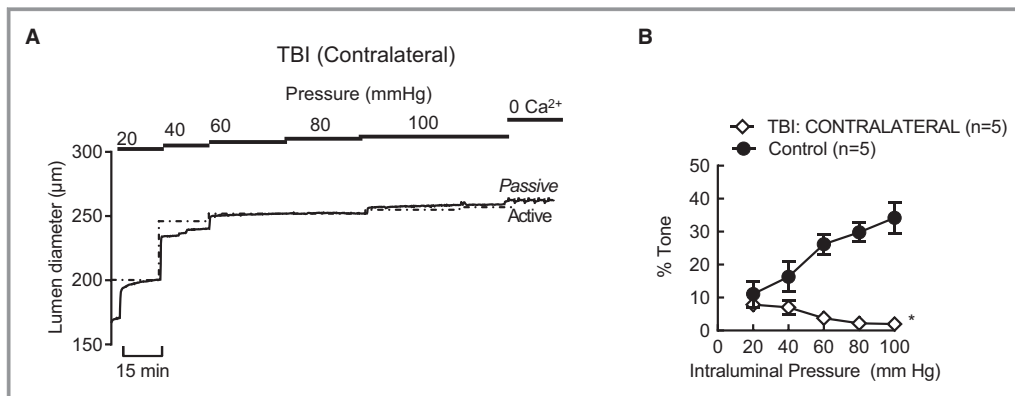 A
TBI (Contralateral)
Pressure (mmHg)
0 Ca²⁺
20 40 60 80 100
300
250
200
150
Lumen diameter (µm)
Passive
Active
15 min
B
TBI: CONTRALATERAL (n=5)
Control (n=5)
50
40
30
20
10
0
% Tone
*
0 20 40 60 80 100
Intraluminal Pressure (mm Hg)